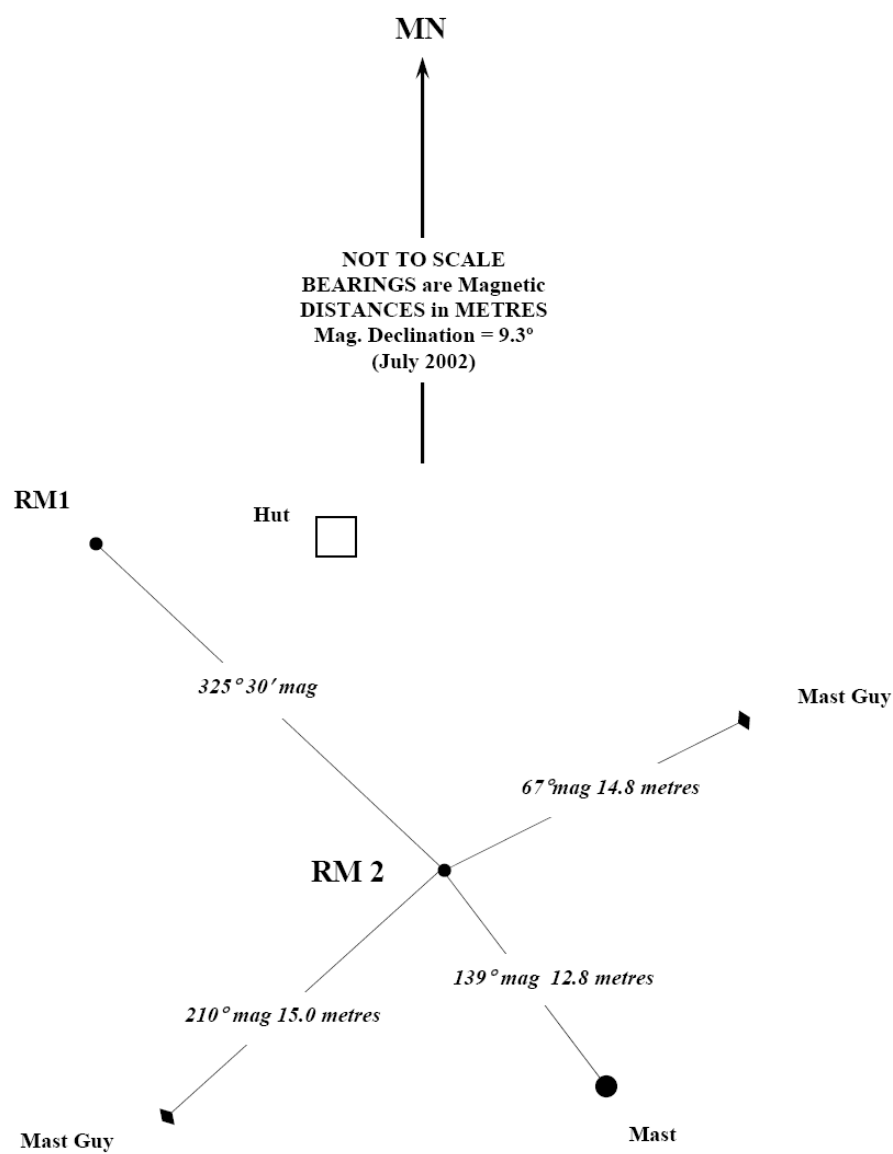 MN
NOT TO SCALE
BEARINGS are Magnetic
DISTANCES in METRES
Mag. Declination = 9.3º
(July 2002)
RM1
Hut
325° 30' mag
Mast Guy
67°mag 14.8 metres
RM 2
139° mag 12.8 metres
210° mag 15.0 metres
Mast Guy
Mast